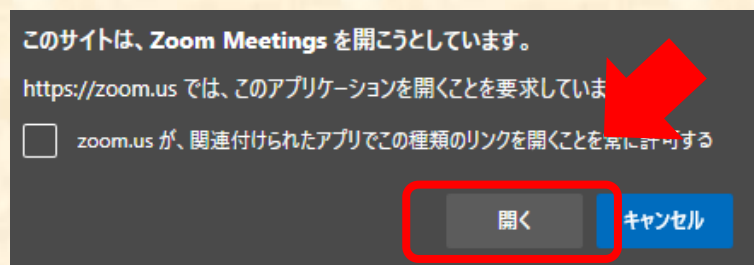 このサイトは、Zoom Meetings を開こうとしています。
https://zoom.us では、このアプリケーションを開くことを要求していま
zoom.us が、関連付けられたアプリでこの種類のリンクを開くことを常に許可する
開く
キャンセル